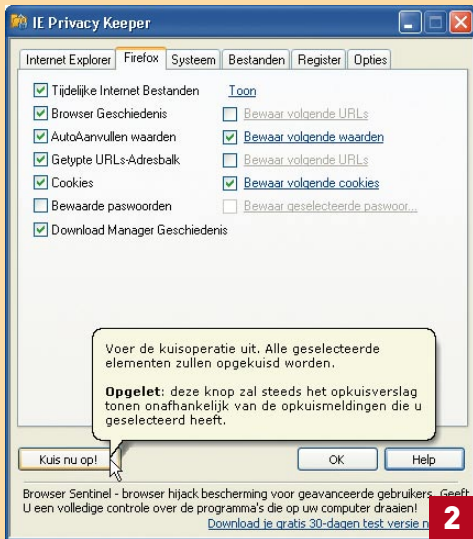 IE Privacy Keeper
Internet Explorer Firefox Systeem Bestanden Register Opties
Tijdelijke Internet Bestanden Toon
Browser Geschiedenis Bewaar volgende URLs
AutoAanvullen waarden Bewaar volgende waarden
Getypte URLs-Adresbalk Bewaar volgende URLs
Cookies Bewaar volgende cookies
Bewaarde paswoorden Bewaar geselecteerde paswoor...
Download Manager Geschiedenis
Voer de kuisoperatie uit. Alle geselecteerde
elementen zullen opgekuisd worden.
Opgelet: deze knop zal steeds het opkuisverslag
tonen onafhankelijk van de opkuismeldingen die u
geselecteerd heeft.
Kuis nu op! OK Help
Browser Sentinel - browser hijack bescherming voor geavanceerde gebruikers. Geeft
U een volledige controle over de programma's die op uw computer draaien!
Download je gratis 30-dagen test versie
2